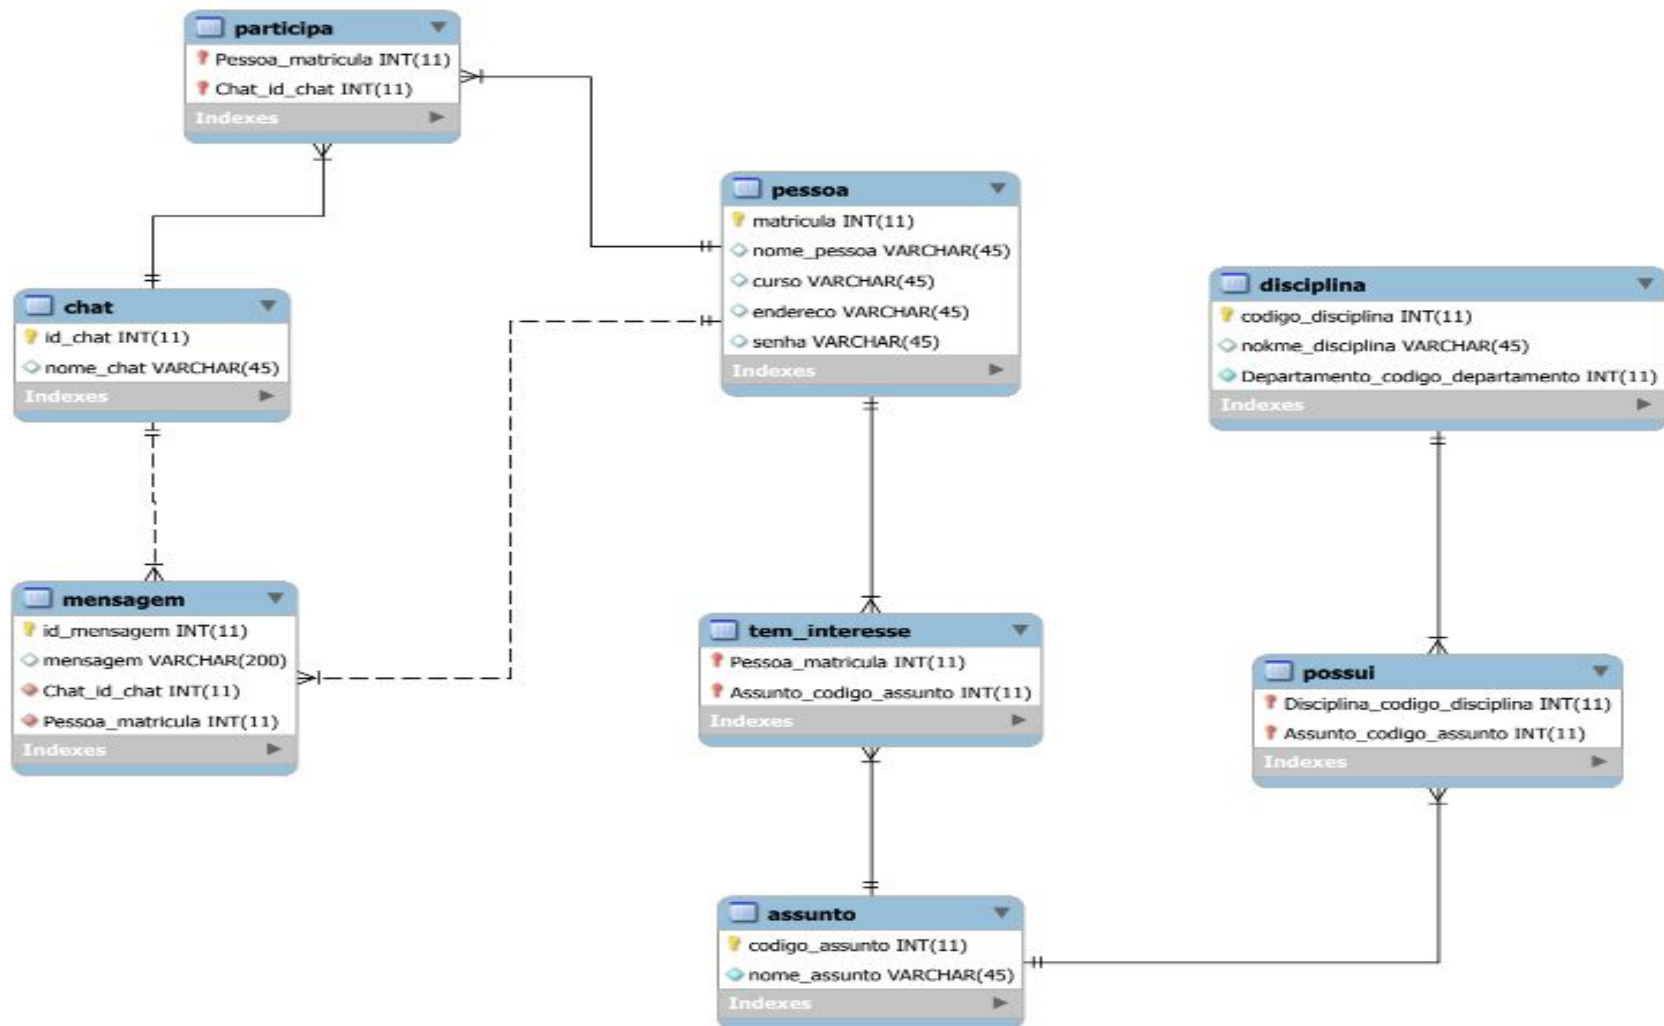 participa
Pessoa_matricula INT(11)
Chat_id_chat INT(11)
Indexes
pessoa
matricula INT(11)
nome_pessoa VARCHAR(45)
curso VARCHAR(45)
endereco VARCHAR(45)
senha VARCHAR(45)
Indexes
disciplina
codigo_disciplina INT(11)
nokme_disciplina VARCHAR(45)
Departamento_codigo_departamento INT(11)
Indexes
chat
id_chat INT(11)
nome_chat VARCHAR(45)
Indexes
mensagem
id_mensagem INT(11)
mensagem VARCHAR(200)
Chat_id_chat INT(11)
Pessoa_matricula INT(11)
Indexes
tem_interesse
Pessoa_matricula INT(11)
Assunto_codigo_assunto INT(11)
Indexes
possui
Disciplina_codigo_disciplina INT(11)
Assunto_codigo_assunto INT(11)
Indexes
assunto
codigo_assunto INT(11)
nome_assunto VARCHAR(45)
Indexes